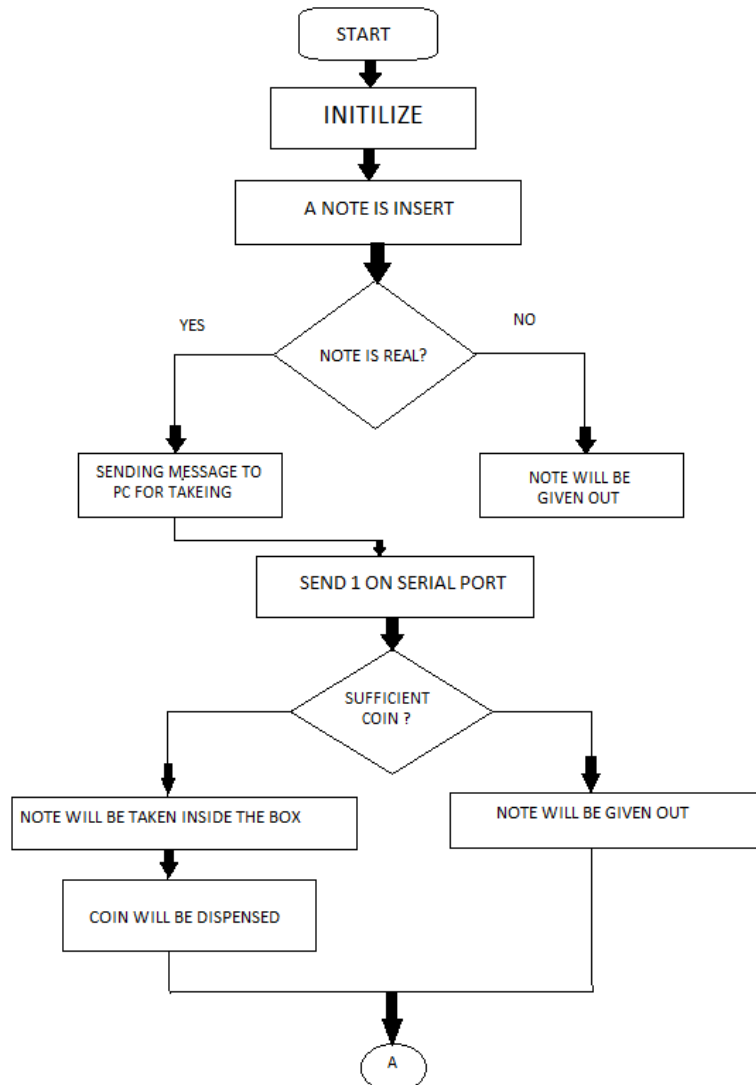 START
INITILIZE
A NOTE IS INSERT
YES
NO
NOTE IS REAL?
SENDING MESSAGE TO
PC FOR TAKEING
NOTE WILL BE
GIVEN OUT
SEND 1 ON SERIAL PORT
SUFFICIENT
COIN ?
NOTE WILL BE TAKEN INSIDE THE BOX
NOTE WILL BE GIVEN OUT
COIN WILL BE DISPENSED
A